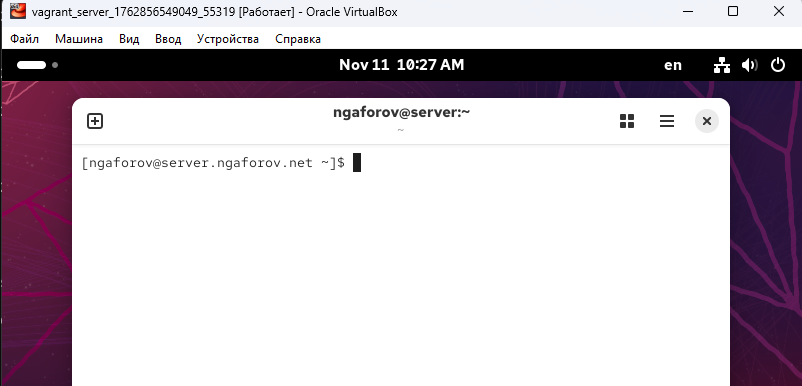 vagrant_server_1762856549049_55319 [Работает] - Oracle VirtualBox
Файл Машина Вид Ввод Устройства Справка
Nov 11 10:27 AM en
ngaforov@server:~
~
[ngaforov@server.ngaforov.net ~]$